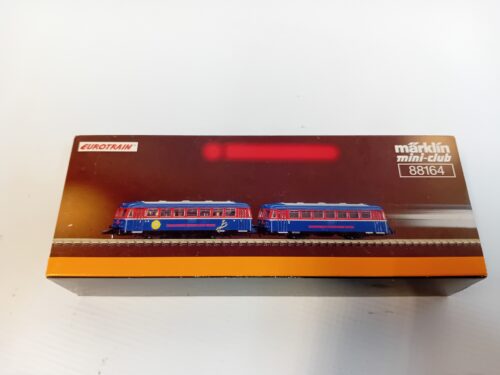 EUROTRAIN
märklin
mini-club
88164